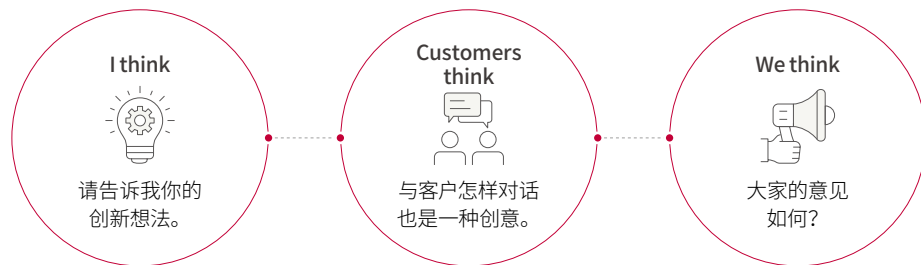 I think
请告诉我你的
创新想法。
Customers
think
与客户怎样对话
也是一种创意。
We think
大家的意见
如何？